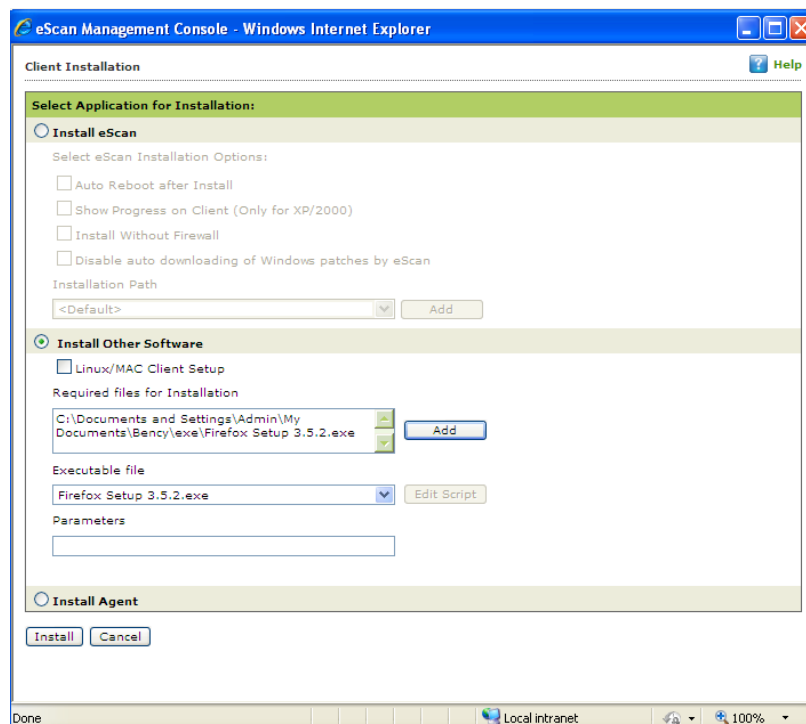 eScan Management Console - Windows Internet Explorer
Client Installation
Help
Select Application for Installation:
Install eScan
Select eScan Installation Options:
Auto Reboot after Install
Show Progress on Client (Only for XP/2000)
Install Without Firewall
Disable auto downloading of Windows patches by eScan
Installation Path
<Default>
Add
Install Other Software
Linux/MAC Client Setup
Required files for Installation
C:\Documents and Settings\Admin\My
Documents\Bency\exe\Firefox Setup 3.5.2.exe
Add
Executable file
Firefox Setup 3.5.2.exe
Edit Script
Parameters
Install Agent
Install
Cancel
Done
Local intranet
100%